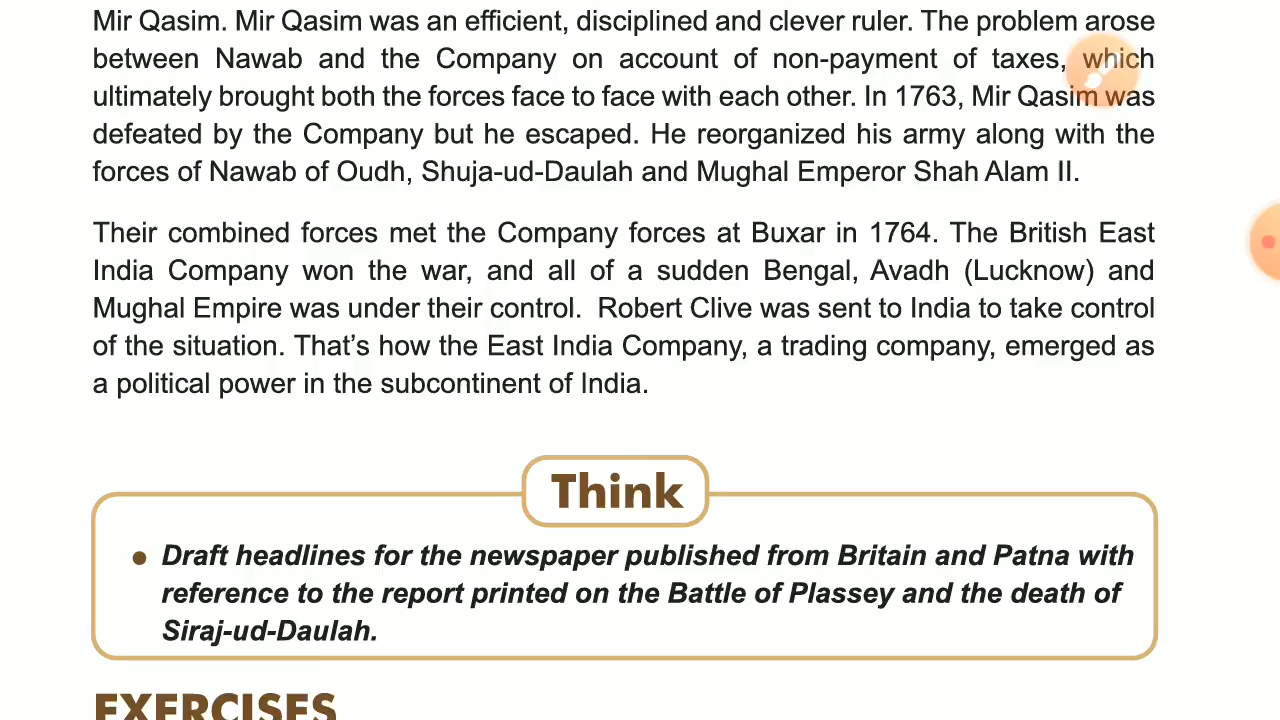 Mir Qasim. Mir Qasim was an efficient, disciplined and clever ruler. The problem arose
between Nawab and the Company on account of non-payment of taxes, which
ultimately brought both the forces face to face with each other. In 1763, Mir Qasim was
defeated by the Company but he escaped. He reorganized his army along with the
forces of Nawab of Oudh, Shuja-ud-Daulah and Mughal Emperor Shah Alam II.
Their combined forces met the Company forces at Buxar in 1764. The British East
India Company won the war, and all of a sudden Bengal, Avadh (Lucknow) and
Mughal Empire was under their control. Robert Clive was sent to India to take control
of the situation. That’s how the East India Company, a trading company, emerged as
a political power in the subcontinent of India.
Think
• Draft headlines for the newspaper published from Britain and Patna with
reference to the report printed on the Battle of Plassey and the death of
Siraj-ud-Daulah.
EXERCISES